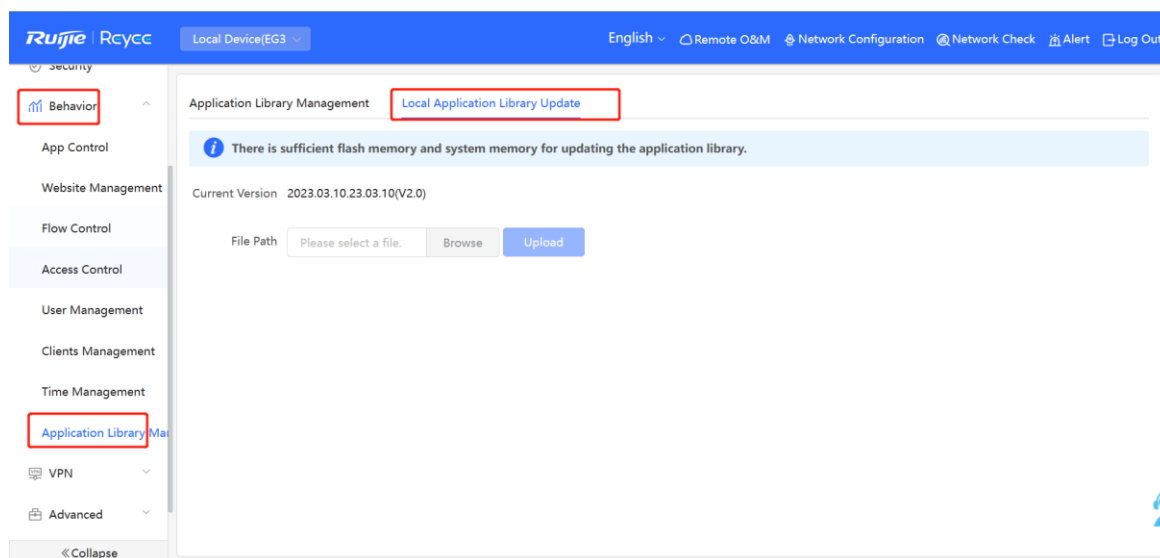 Ruijie | Rcycc Local Device(EG3 English Remote O&M Network Configuration Network Check Alert Log Out
Security
Behavior
App Control
Website Management
Flow Control
Access Control
User Management
Clients Management
Time Management
Application Library Man
VPN
Advanced
Collapse
Application Library Management Local Application Library Update
There is sufficient flash memory and system memory for updating the application library.
Current Version 2023.03.10.23.03.10(V2.0)
File Path Please select a file. Browse Upload